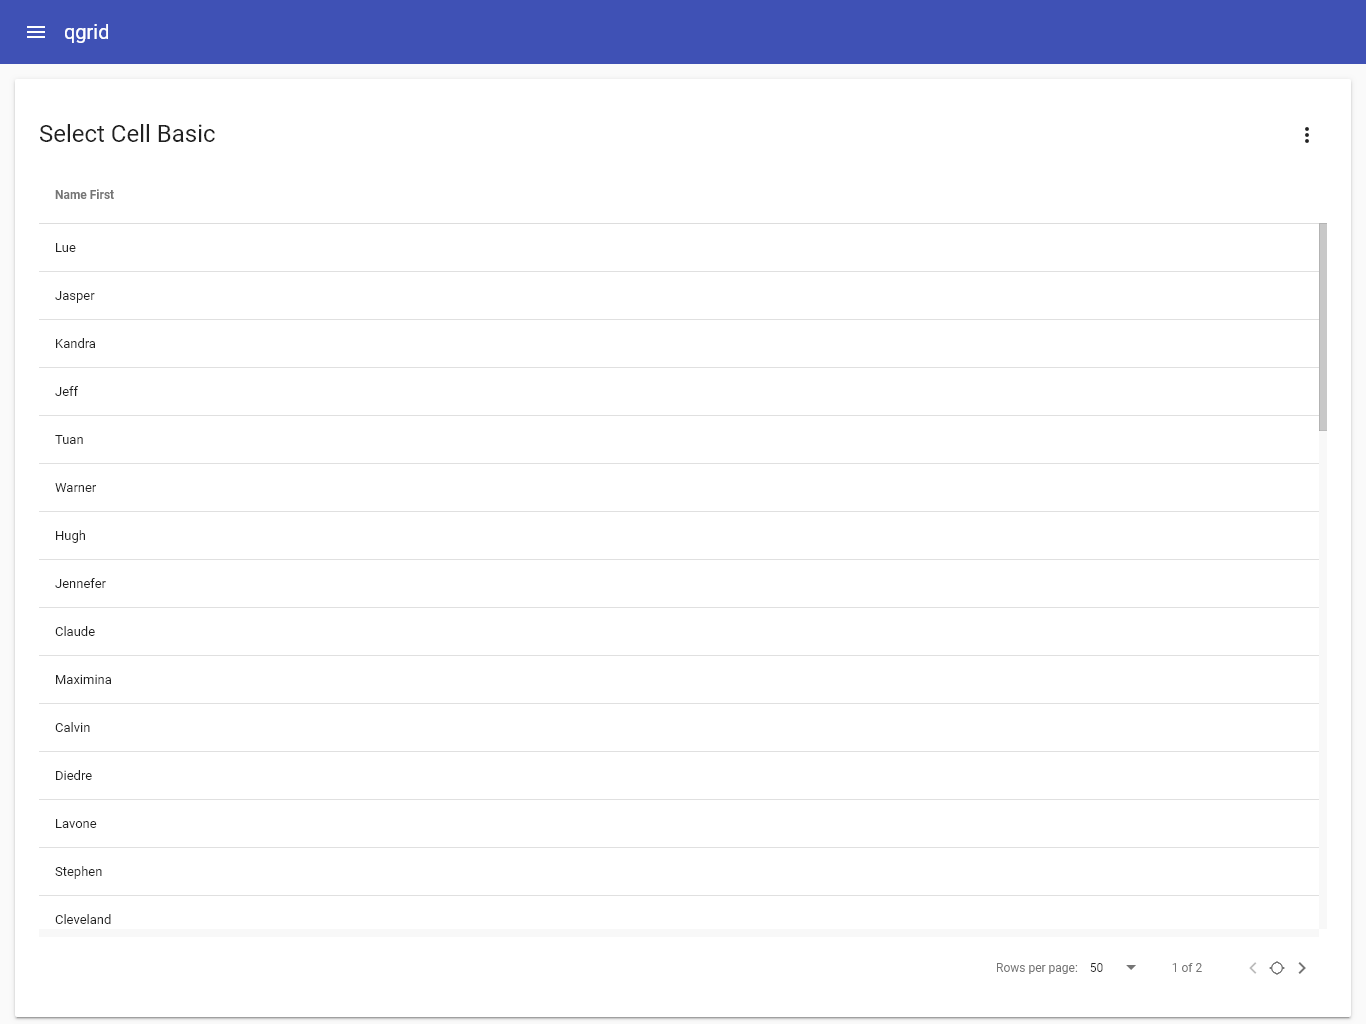 qgrid
Select Cell Basic
Name First
Lue
Jasper
Kandra
Jeff
Tuan
Warner
Hugh
Jennefer
Claude
Maximina
Calvin
Diedre
Lavone
Stephen
Cleveland
Rows per page: 50 1 of 2